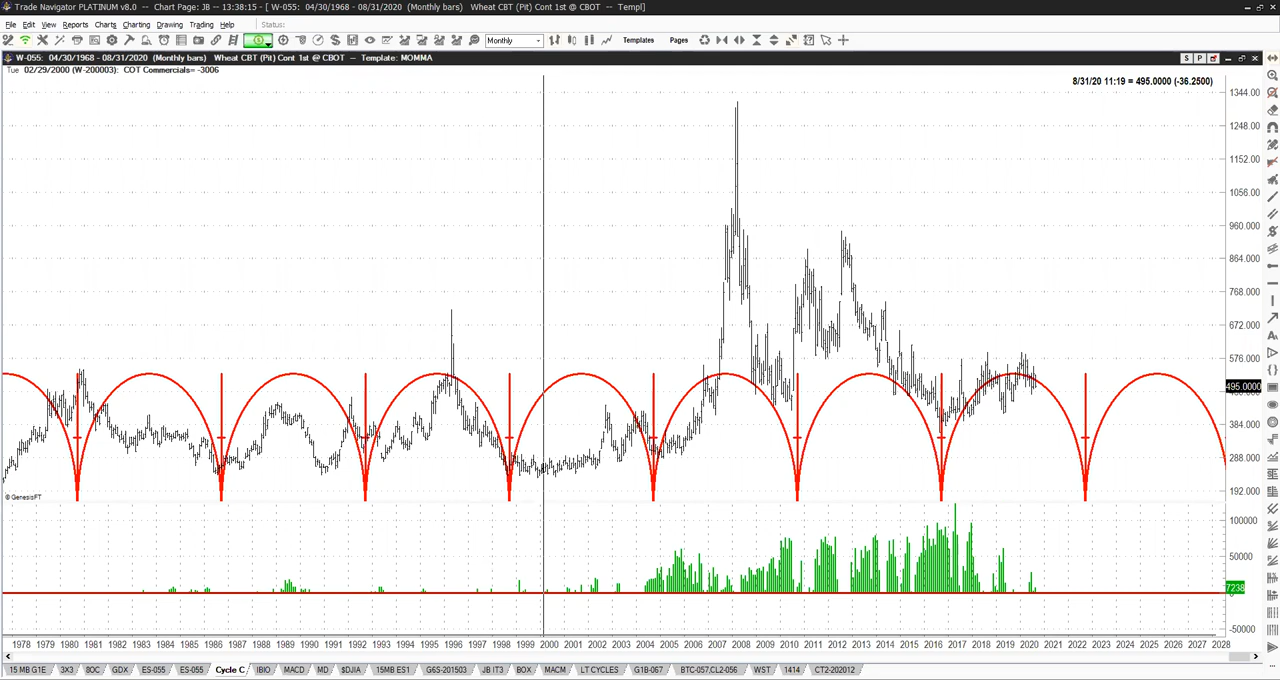 Trade Navigator PLATINUM v8.0 -- Chart Page: JB -- 13:38:15 - [ W-055: 04/30/1968 - 08/31/2020 (Monthly bars) Wheat CBT (Pit) Cont 1st @ CBOT -- Templ]
File Edit View Reports Charts Charting Drawing Trading Help Status:
Monthly Templates Pages
W-055: 04/30/1968 - 08/31/2020 (Monthly bars) Wheat CBT (Pit) Cont 1st @ CBOT -- Template: MOMMA S P
Tue 02/29/2000 (W-200003): COT Commercials= -3006
8/31/20 11:19 = 495.0000 (-36.2500)
1344.00
1248.00
1152.00
1056.00
960.000
864.000
768.000
672.000
576.000
495.0000
384.000
288.000
192.000
© GenesisFT
100000
50000
7238
-50000
1978 1979 1980 1981 1982 1983 1984 1985 1986 1987 1988 1989 1990 1991 1992 1993 1994 1995 1996 1997 1998 1999 2000 2001 2002 2003 2004 2005 2006 2007 2008 2009 2010 2011 2012 2013 2014 2015 2016 2017 2018 2019 2020 2021 2022 2023 2024 2025 2026 2027 2028
15 MB G1E 3X3 80C GDX ES-055 ES-055 Cycle C IBIO MACD MD $DJIA 15MB ES1 G6S-201503 JB IT3 BOX MACM LT CYCLES G1B-067 BTC-057,CL2-056 WST 1414 CT2-202012